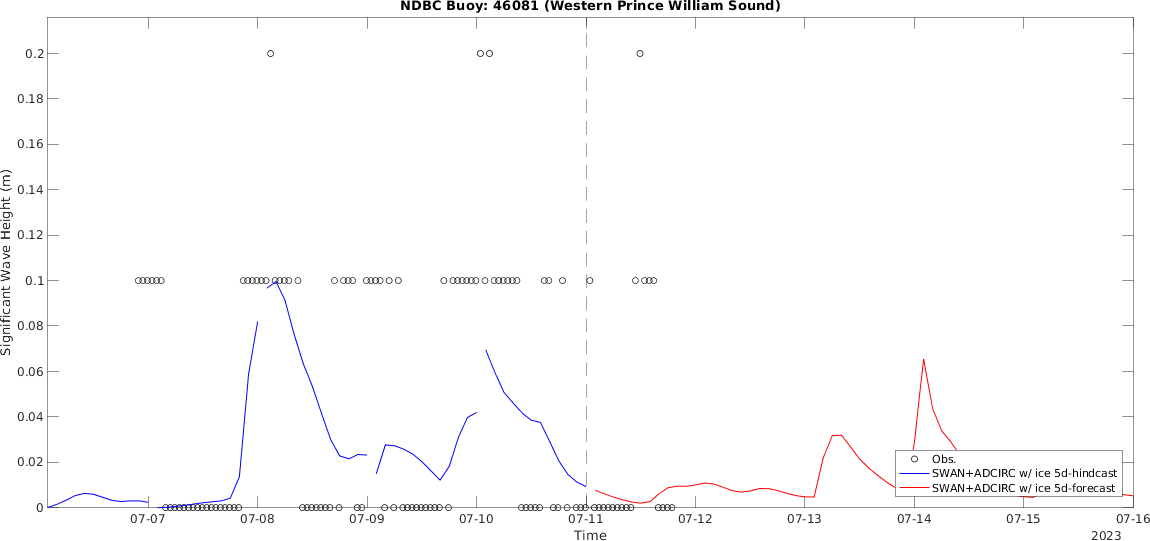 NDBC Buoy: 46081 (Western Prince William Sound)
0.2
0.18
0.16
0.14
0.12
0.1
0.08
0.06
0.04
0.02
0
Significant Wave Height (m)
Obs.
SWAN+ADCIRC w/ ice 5d-hindcast
SWAN+ADCIRC w/ ice 5d-forecast
07-07 07-08 07-09 07-10 07-11 07-12 07-13 07-14 07-15 07-16
Time
2023